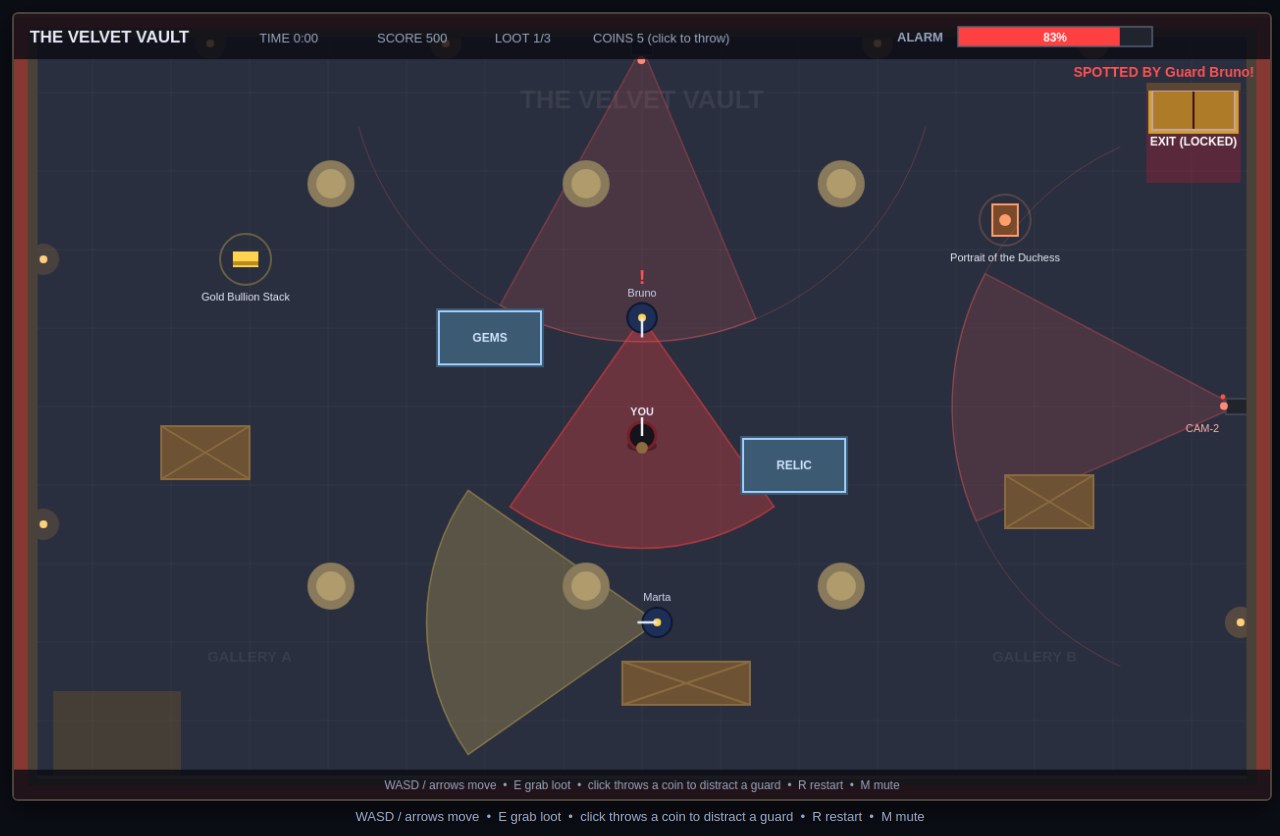 THE VELVET VAULT
TIME 0:00
SCORE 500
LOOT 1/3
COINS 5 (click to throw)
ALARM
83%
SPOTTED BY Guard Bruno!
THE VELVET VAULT
EXIT (LOCKED)
Portrait of the Duchess
Gold Bullion Stack
!
Bruno
GEMS
YOU
CAM-2
RELIC
Marta
GALLERY A
GALLERY B
WASD / arrows move • E grab loot • click throws a coin to distract a guard • R restart • M mute
WASD / arrows move • E grab loot • click throws a coin to distract a guard • R restart • M mute